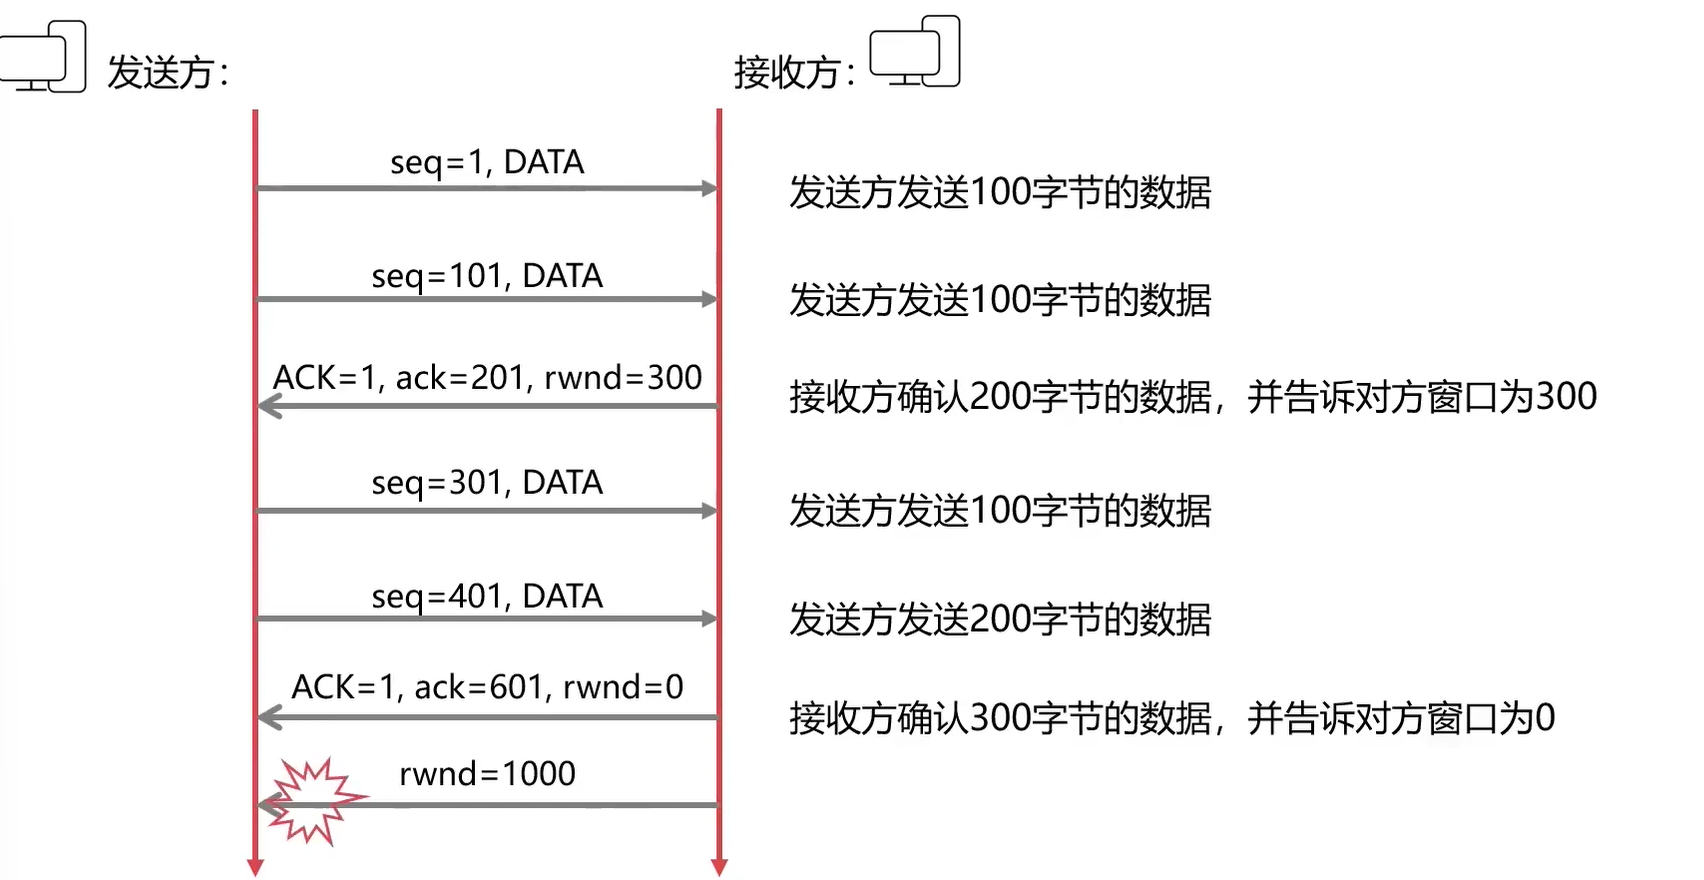 发送方：
接收方：
seq=1, DATA
发送方发送100字节的数据
seq=101, DATA
发送方发送100字节的数据
ACK=1, ack=201, rwnd=300
接收方确认200字节的数据，并告诉对方窗口为300
seq=301, DATA
发送方发送100字节的数据
seq=401, DATA
发送方发送200字节的数据
ACK=1, ack=601, rwnd=0
接收方确认300字节的数据，并告诉对方窗口为0
rwnd=1000